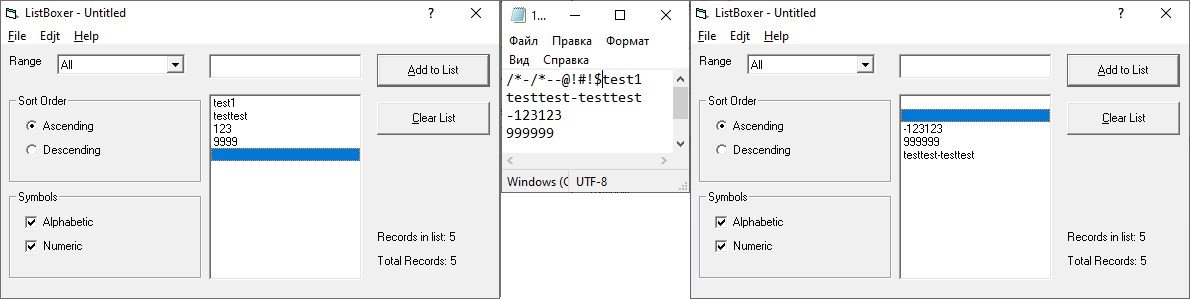 ListBoxer - Untitled
File Edjt Help
Range All
Add to List
Sort Order
Ascending
Descending
Symbols
Alphabetic
Numeric
test1
testtest
123
9999
Clear List
Records in list: 5
Total Records: 5
1...
Файл Правка Формат
Вид Справка
/*-/*--@!#!$test1
testtest-testtest
-123123
999999
Windows (C UTF-8
ListBoxer - Untitled
File Edjt Help
Range All
Add to List
Sort Order
Ascending
Descending
Symbols
Alphabetic
Numeric
-123123
999999
testtest-testtest
Clear List
Records in list: 5
Total Records: 5